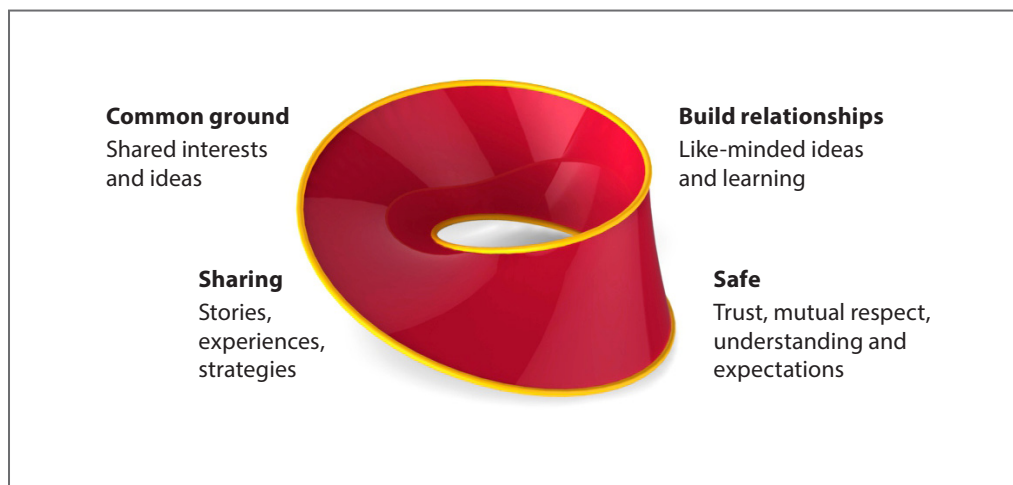 Common ground
Shared interests
and ideas
Build relationships
Like-minded ideas
and learning
Sharing
Stories,
experiences,
strategies
Safe
Trust, mutual respect,
understanding and
expectations